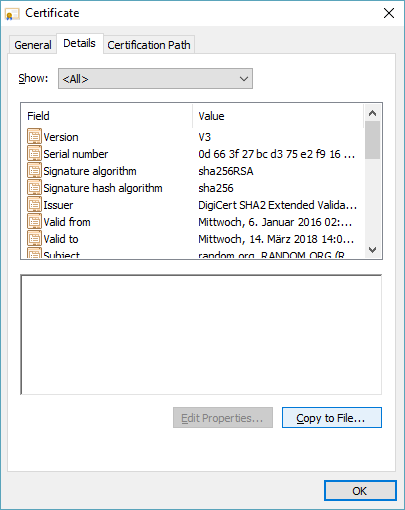 Certificate
General Details Certification Path
Show: <All>
Field Value
Version V3
Serial number 0d 66 3f 27 bc d3 75 e2 f9 16 ...
Signature algorithm sha256RSA
Signature hash algorithm sha256
Issuer DigiCert SHA2 Extended Valida...
Valid from Mittwoch, 6. Januar 2016 02:...
Valid to Mittwoch, 14. März 2018 14:0...
Subject random.org, RANDOM.ORG (R...
Edit Properties... Copy to File...
OK